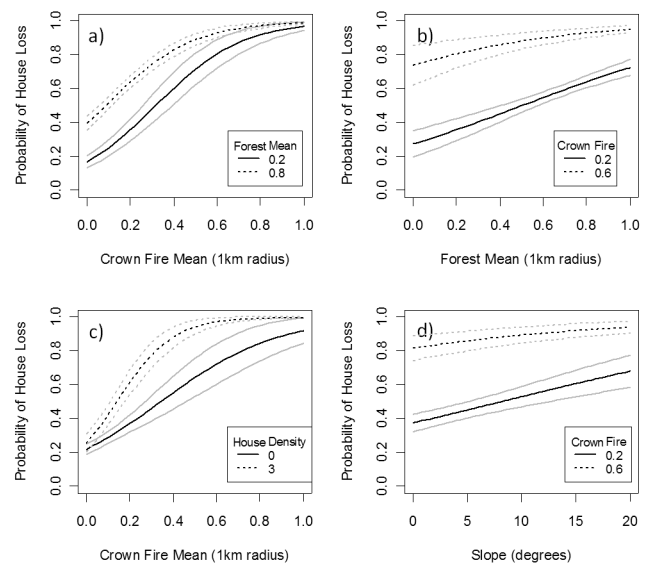 a)
Probability of House Loss
0.0 0.2 0.4 0.6 0.8 1.0
Forest Mean
0.2
0.8
0.0 0.2 0.4 0.6 0.8 1.0
Crown Fire Mean (1km radius)
b)
Probability of House Loss
0.0 0.2 0.4 0.6 0.8 1.0
Crown Fire
0.2
0.6
0.0 0.2 0.4 0.6 0.8 1.0
Forest Mean (1km radius)
c)
Probability of House Loss
0.0 0.2 0.4 0.6 0.8 1.0
House Density
0
3
0.0 0.2 0.4 0.6 0.8 1.0
Crown Fire Mean (1km radius)
d)
Probability of House Loss
0.0 0.2 0.4 0.6 0.8 1.0
Crown Fire
0.2
0.6
0 5 10 15 20
Slope (degrees)